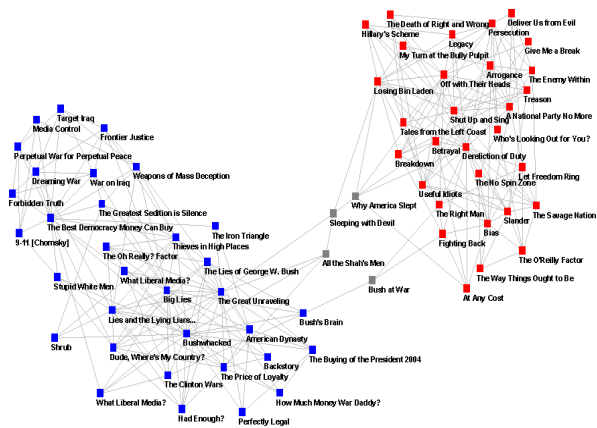 The Death of Right and Wrong
Deliver Us from Evil
Hillary's Scheme
Legacy
Persecution
My Turn at the Bully Pulpit
Give Me a Break
Arrogance
The Enemy Within
Losing Bin Laden
Off with Their Heads
Treason
Target Iraq
Media Control
Shut Up and Sing
A National Party No More
Frontier Justice
Tales from the Left Coast
Who's Looking Out for You?
Perpetual War for Perpetual Peace
Betrayal
Dereliction of Duty
Breakdown
Weapons of Mass Deception
Dreaming War
War on Iraq
The No Spin Zone
Let Freedom Ring
Useful Idiots
Forbidden Truth
Why America Slept
The Greatest Sedition is Silence
The Right Man
Slander
The Savage Nation
Sleeping with Devil
The Best Democracy Money Can Buy
The Iron Triangle
Bias
9-11 [Chomsky]
Thieves in High Places
Fighting Back
The Oh Really? Factor
All the Shah's Men
The O'Reilly Factor
The Lies of George W. Bush
The Way Things Ought to Be
What Liberal Media?
Stupid White Men
Bush at War
Big Lies
The Great Unraveling
At Any Cost
Lies and the Lying Liars...
Bush's Brain
Bushwhacked
American Dynasty
Shrub
Dude, Where's My Country?
Backstory
The Buying of the President 2004
The Price of Loyalty
The Clinton Wars
What Liberal Media?
How Much Money War Daddy?
Had Enough?
Perfectly Legal